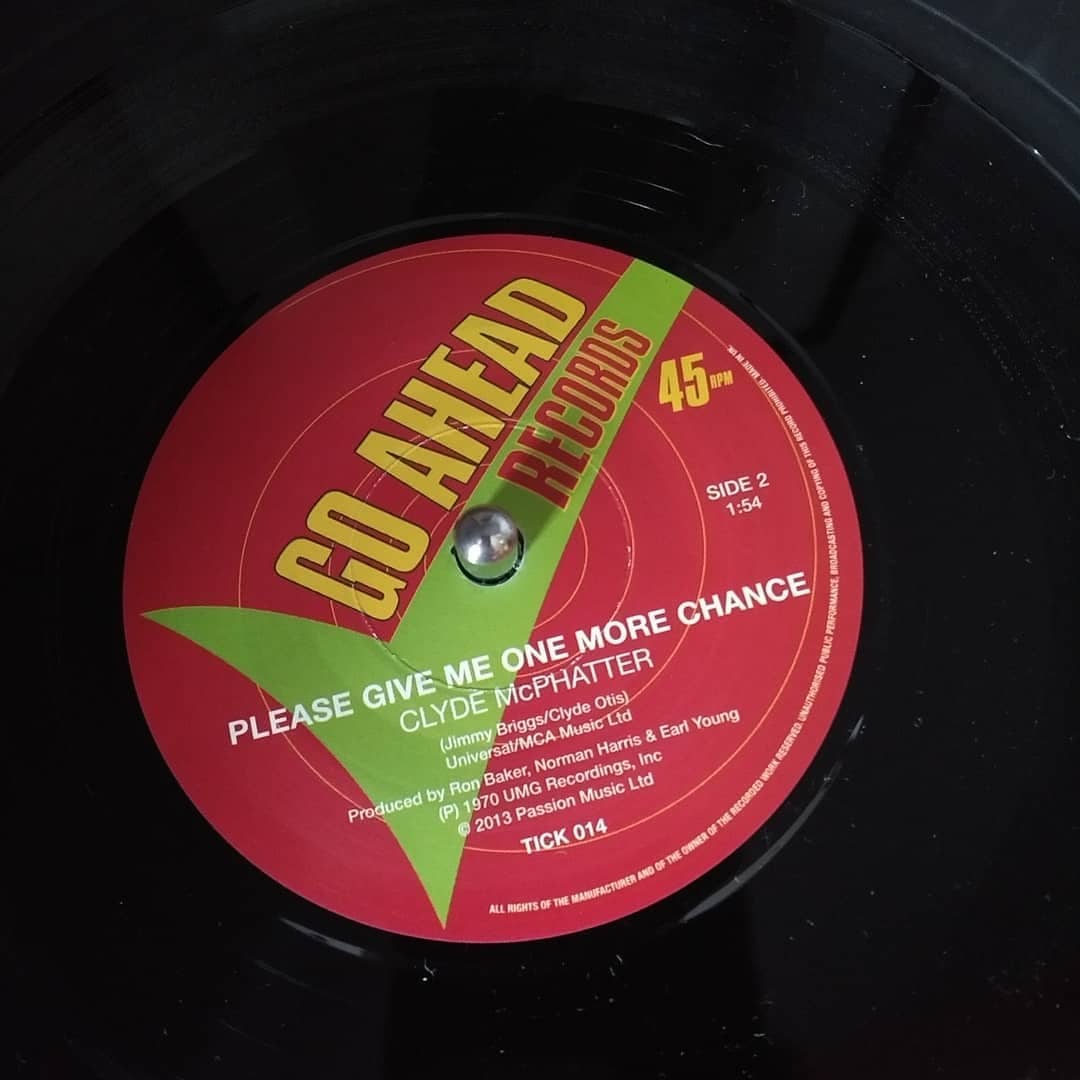 GO AHEAD
RECORDS
45 RPM
SIDE 2
1:54
PLEASE GIVE ME ONE MORE CHANCE
CLYDE McPHATTER
(Jimmy Briggs/Clyde Otis)
Universal/MCA Music Ltd
Produced by Ron Baker, Norman Harris & Earl Young
(P) 1970 UMG Recordings, Inc
© 2013 Passion Music Ltd
TICK 014
ALL RIGHTS OF THE MANUFACTURER AND OF THE OWNER OF THE RECORDED WORK RESERVED. UNAUTHORISED PUBLIC PERFORMANCE, BROADCASTING AND COPYING OF THIS RECORD PROHIBITED. MADE IN UK.